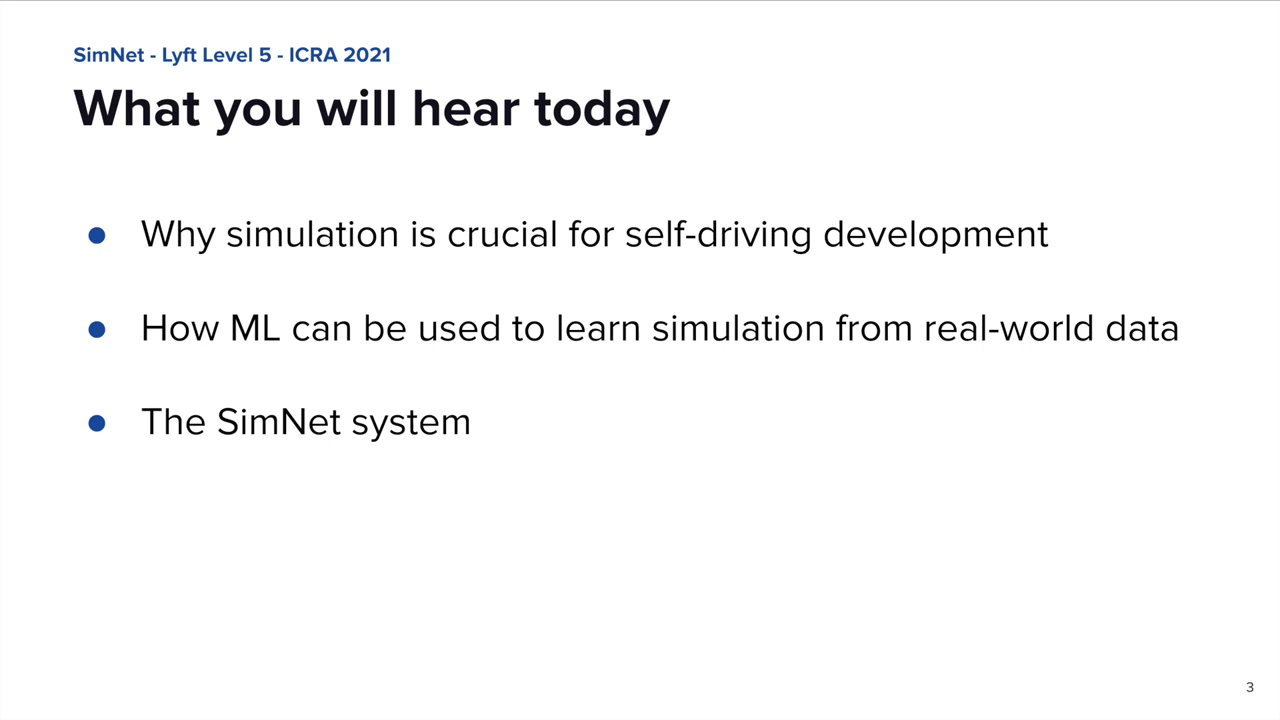 SimNet - Lyft Level 5 - ICRA 2021
What you will hear today
● Why simulation is crucial for self-driving development
● How ML can be used to learn simulation from real-world data
● The SimNet system
3